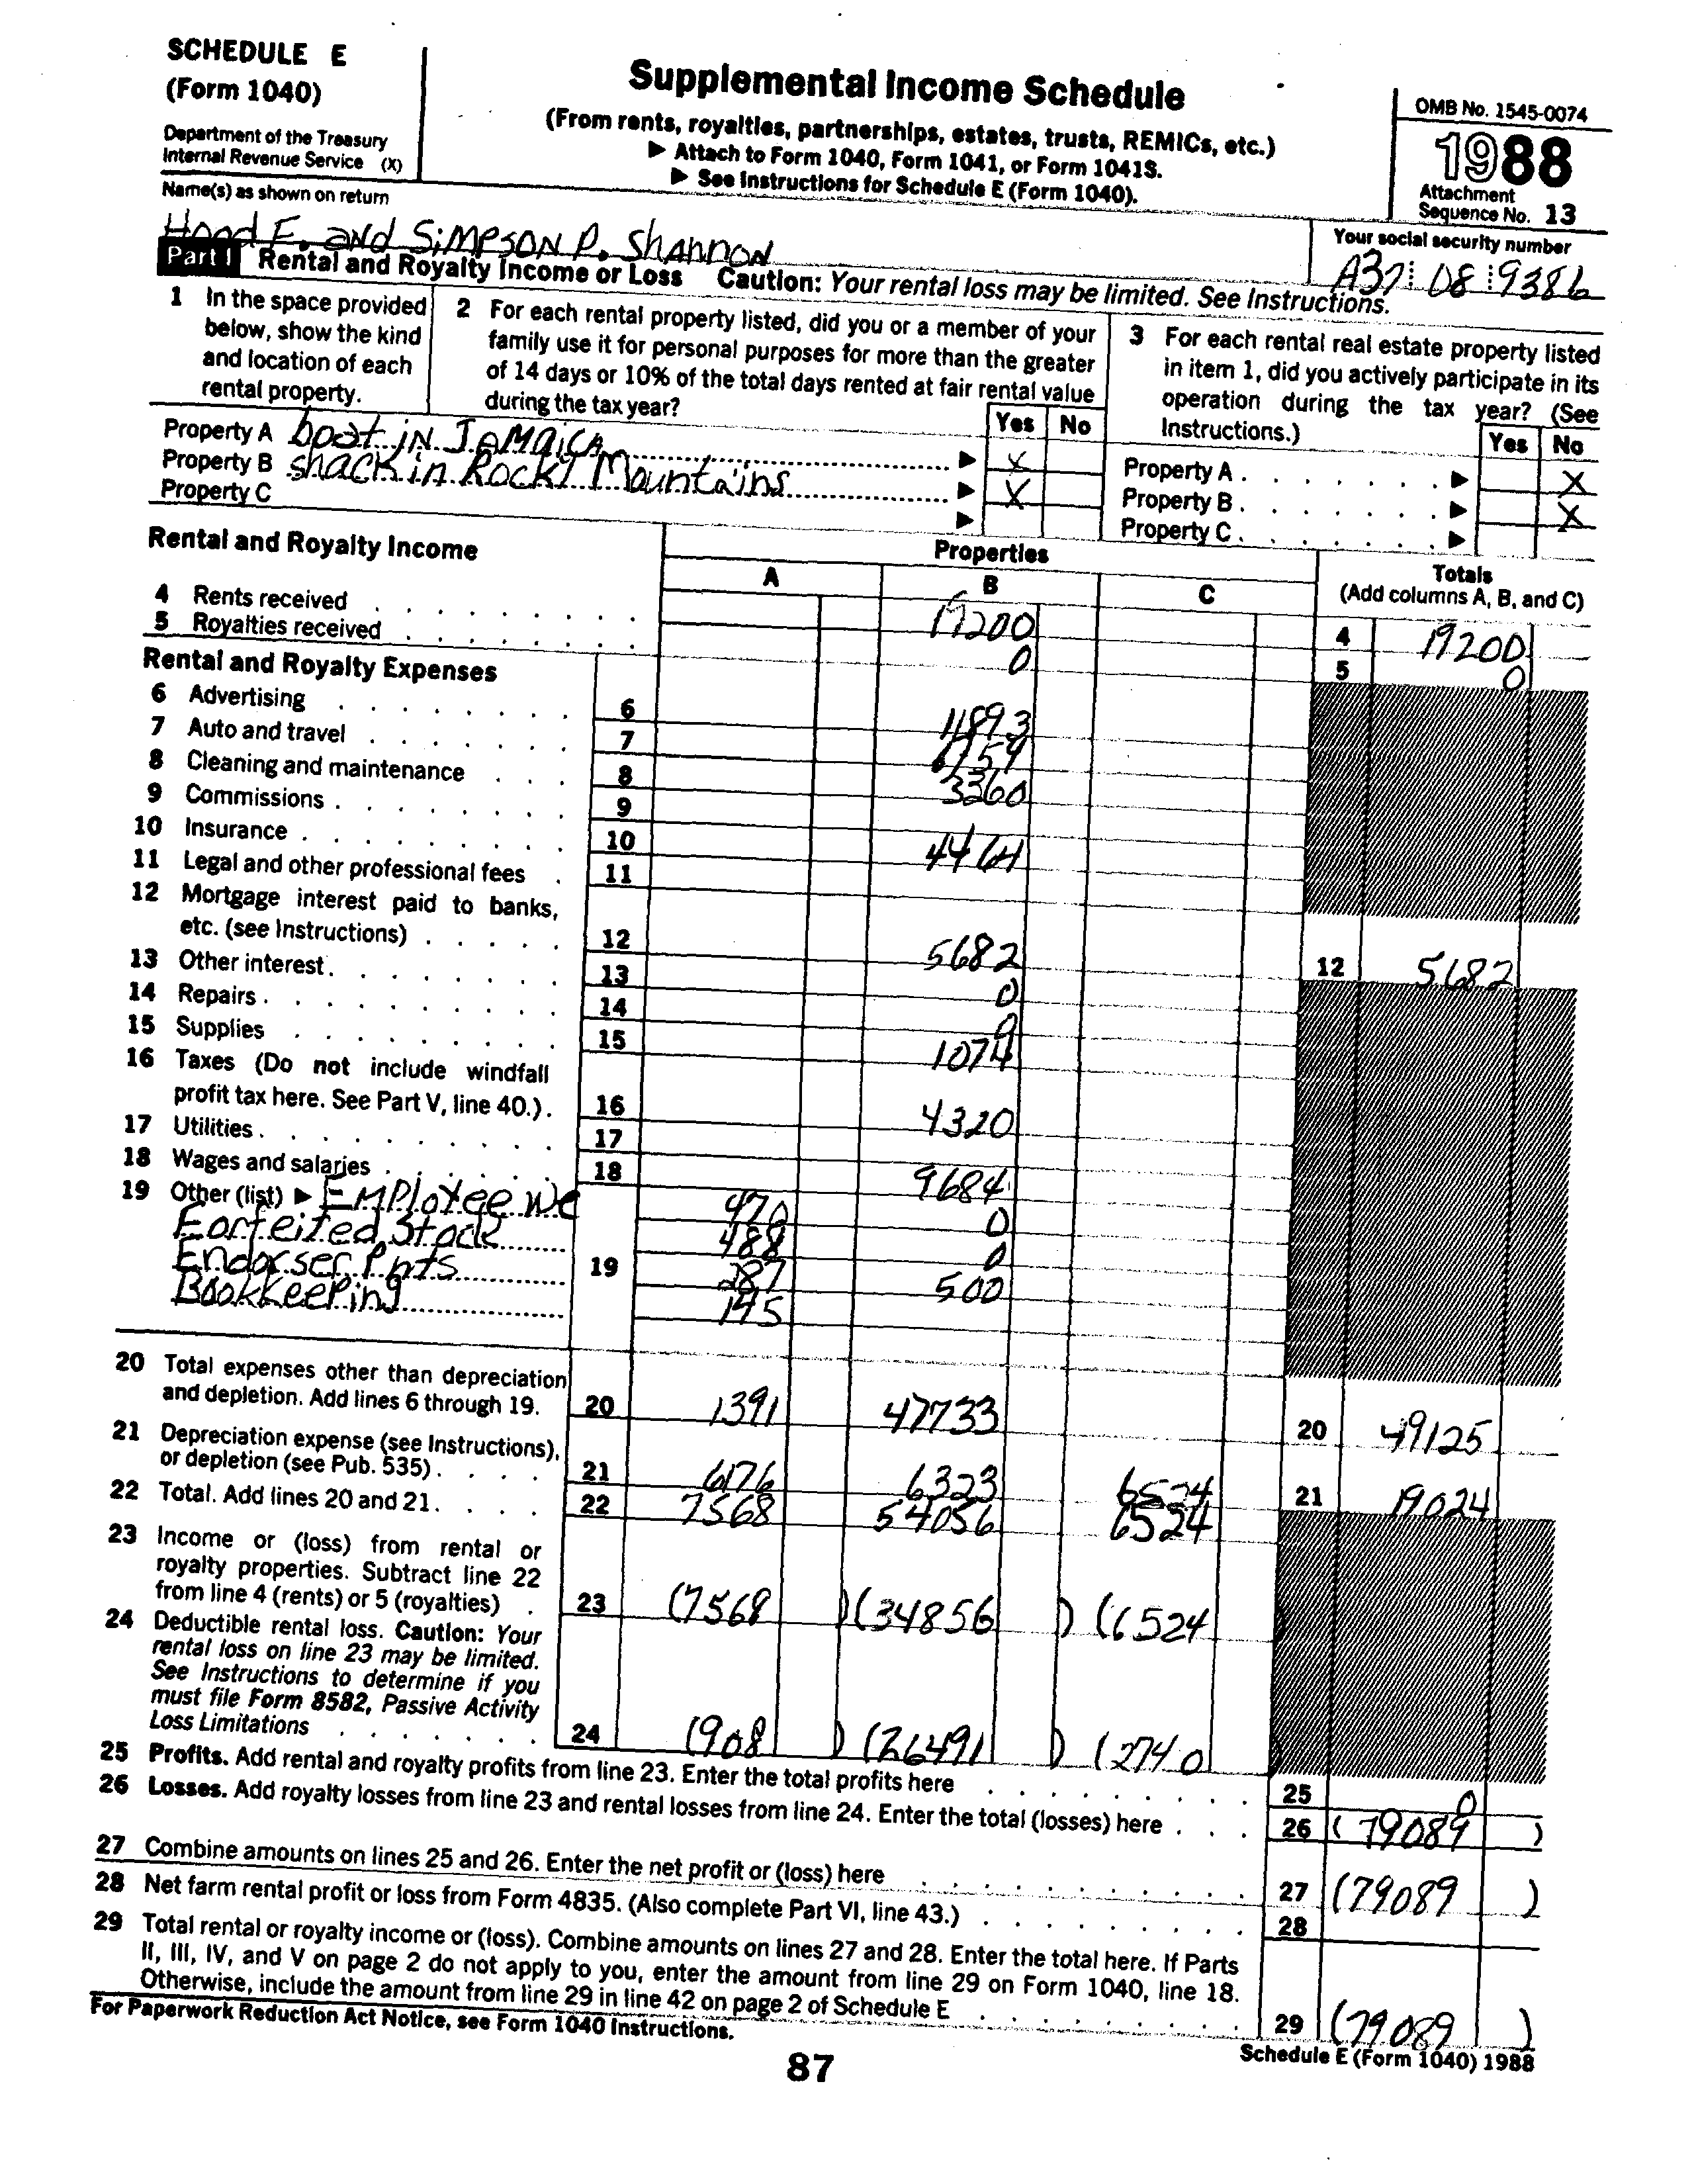 SCHEDULE E
(Form 1040)
Department of the Treasury
Internal Revenue Service (X)
Supplemental Income Schedule
(From rents, royalties, partnerships, estates, trusts, REMICs, etc.)
▶ Attach to Form 1040, Form 1041, or Form 1041S.
▶ See Instructions for Schedule E (Form 1040).
OMB No. 1545-0074
1988
Attachment
Sequence No. 13
Name(s) as shown on return
Hood F. and Simpson P. Shannon
Your social security number
A37 08 9386
Part I Rental and Royalty Income or Loss Caution: Your rental loss may be limited. See Instructions.
1 In the space provided
below, show the kind
and location of each
rental property.
2 For each rental property listed, did you or a member of your
family use it for personal purposes for more than the greater
of 14 days or 10% of the total days rented at fair rental value
during the tax year?
Yes No
3 For each rental real estate property listed
in item 1, did you actively participate in its
operation during the tax year? (See
Instructions.)
Yes No
Property A boat in Jamaica ▶ X
Property B shack in Rocky Mountains ▶ X
Property C ▶
Property A ▶ X
Property B ▶ X
Property C ▶
Rental and Royalty Income
Properties
A B C
Totals
(Add columns A, B, and C)
4 Rents received 19200 4 19200
5 Royalties received 0 5 0
Rental and Royalty Expenses
6 Advertising 6 11893
7 Auto and travel 7 6759
8 Cleaning and maintenance 8 3360
9 Commissions 9
10 Insurance 10 4464
11 Legal and other professional fees 11
12 Mortgage interest paid to banks,
etc. (see Instructions) 12 5682 12 5682
13 Other interest 13 0
14 Repairs 14 0
15 Supplies 15 1074
16 Taxes (Do not include windfall
profit tax here. See Part V, line 40.) 16 4320
17 Utilities 17
18 Wages and salaries 18 9684
19 Other (list) ▶ Employee we 470 0
Forfeited Stock 488 0
Endorser Pnts 19 287 500
Bookkeeping 145
20 Total expenses other than depreciation
and depletion. Add lines 6 through 19. 20 1391 47733 20 49125
21 Depreciation expense (see Instructions),
or depletion (see Pub. 535) 21 6176 6323 6524 21 19024
22 Total. Add lines 20 and 21 22 7568 54056 6524
23 Income or (loss) from rental or
royalty properties. Subtract line 22
from line 4 (rents) or 5 (royalties) 23 (7568 ) (34856 ) (6524 )
24 Deductible rental loss. Caution: Your
rental loss on line 23 may be limited.
See Instructions to determine if you
must file Form 8582, Passive Activity
Loss Limitations 24 (908 ) (26491 ) (2740 )
25 Profits. Add rental and royalty profits from line 23. Enter the total profits here 25 0
26 Losses. Add royalty losses from line 23 and rental losses from line 24. Enter the total (losses) here 26 ( 79089 )
27 Combine amounts on lines 25 and 26. Enter the net profit or (loss) here 27 (79089 )
28 Net farm rental profit or loss from Form 4835. (Also complete Part VI, line 43.) 28
29 Total rental or royalty income or (loss). Combine amounts on lines 27 and 28. Enter the total here. If Parts
II, III, IV, and V on page 2 do not apply to you, enter the amount from line 29 on Form 1040, line 18.
Otherwise, include the amount from line 29 in line 42 on page 2 of Schedule E 29 (79089 )
For Paperwork Reduction Act Notice, see Form 1040 Instructions.
Schedule E (Form 1040) 1988
87